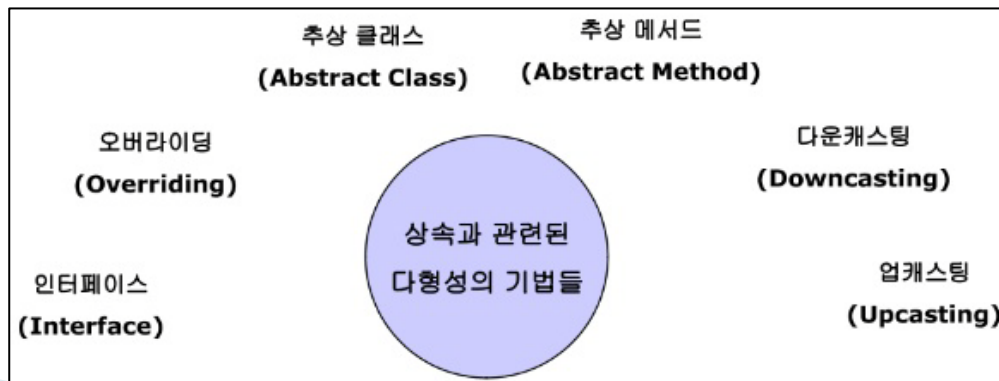 추상 클래스
(Abstract Class)
추상 메서드
(Abstract Method)
오버라이딩
(Overriding)
다운캐스팅
(Downcasting)
상속과 관련된
다형성의 기법들
인터페이스
(Interface)
업캐스팅
(Upcasting)